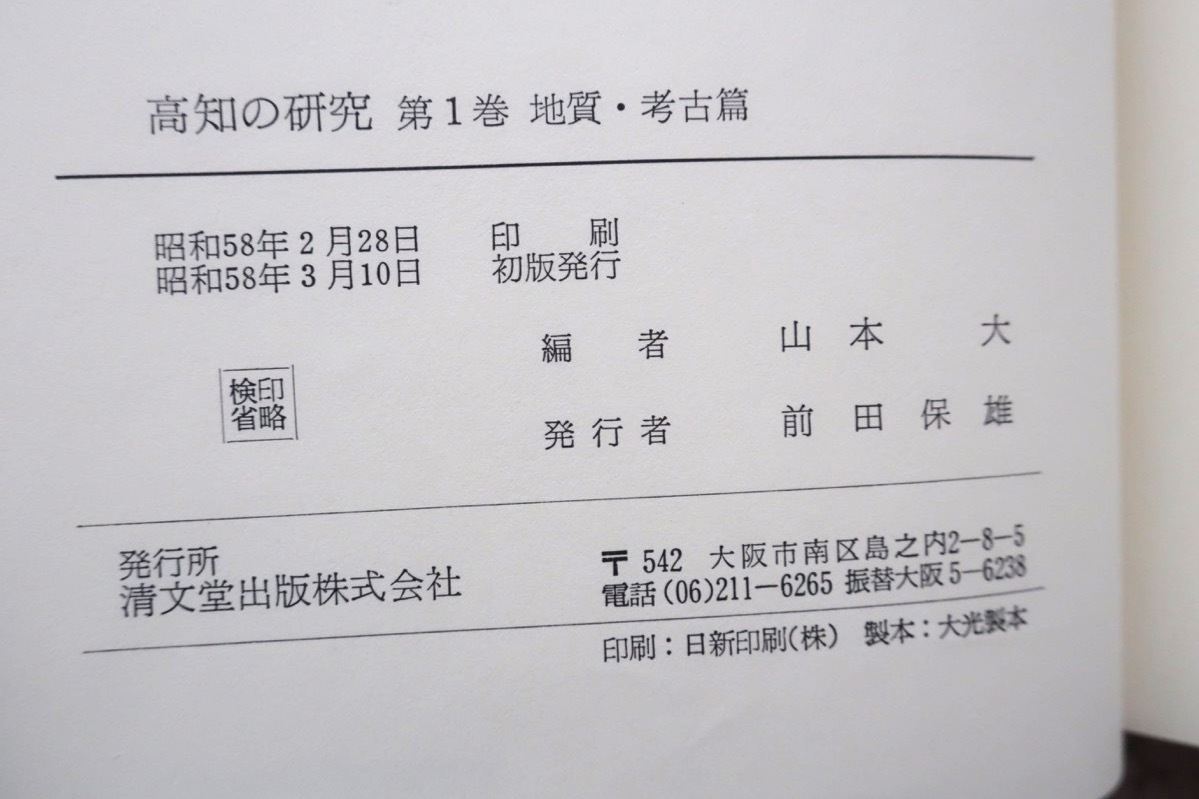 高知の研究 第1巻 地質・考古篇
昭和58年2月28日 印刷
昭和58年3月10日 初版発行
編者 山本 大
検印
省略
発行者 前田保雄
発行所
清文堂出版株式会社
〒542 大阪市南区島之内2-8-5
電話(06)211-6265 振替大阪5-6238
印刷:日新印刷(株) 製本:大光製本